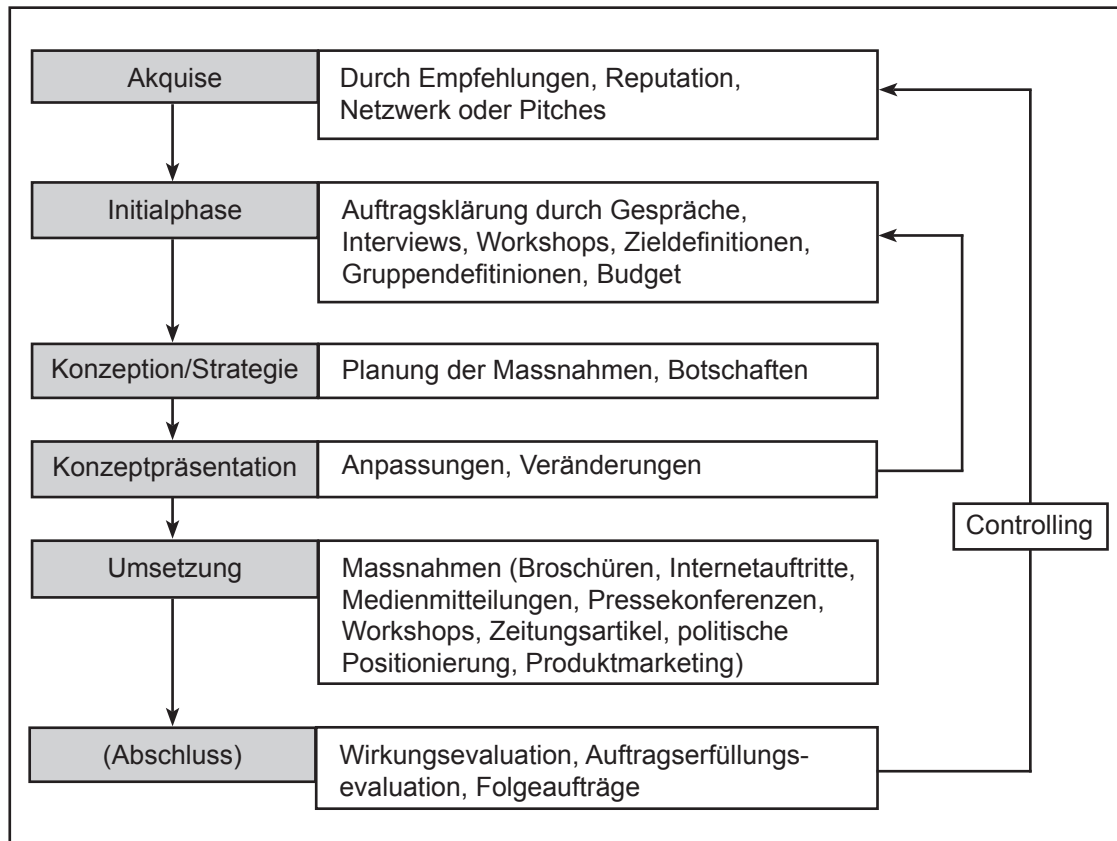 Akquise
Durch Empfehlungen, Reputation,
Netzwerk oder Pitches
Initialphase
Auftragsklärung durch Gespräche,
Interviews, Workshops, Zieldefinitionen,
Gruppendefitinionen, Budget
Konzeption/Strategie
Planung der Massnahmen, Botschaften
Konzeptpräsentation
Anpassungen, Veränderungen
Controlling
Umsetzung
Massnahmen (Broschüren, Internetauftritte,
Medienmitteilungen, Pressekonferenzen,
Workshops, Zeitungsartikel, politische
Positionierung, Produktmarketing)
(Abschluss)
Wirkungsevaluation, Auftragserfüllungs-
evaluation, Folgeaufträge